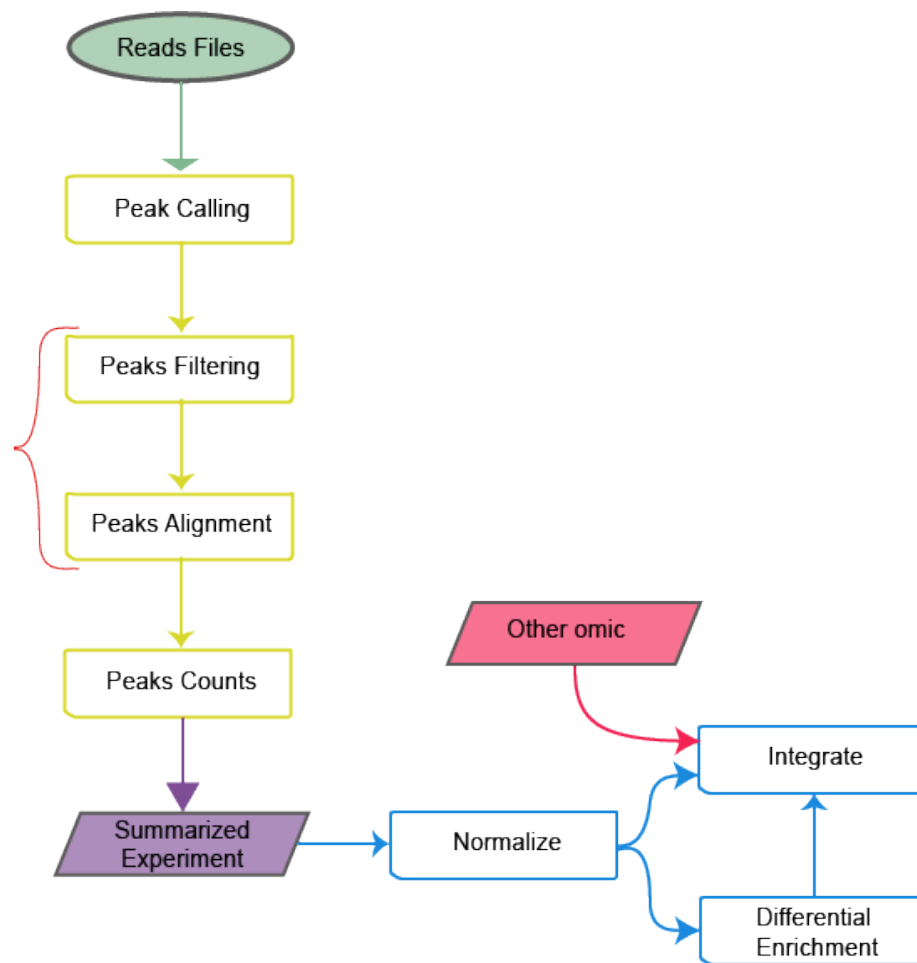 Reads Files
Peak Calling
Peaks Filtering
Peaks Alignment
Peaks Counts
Other omic
Integrate
Summarized
Experiment
Normalize
Differential
Enrichment